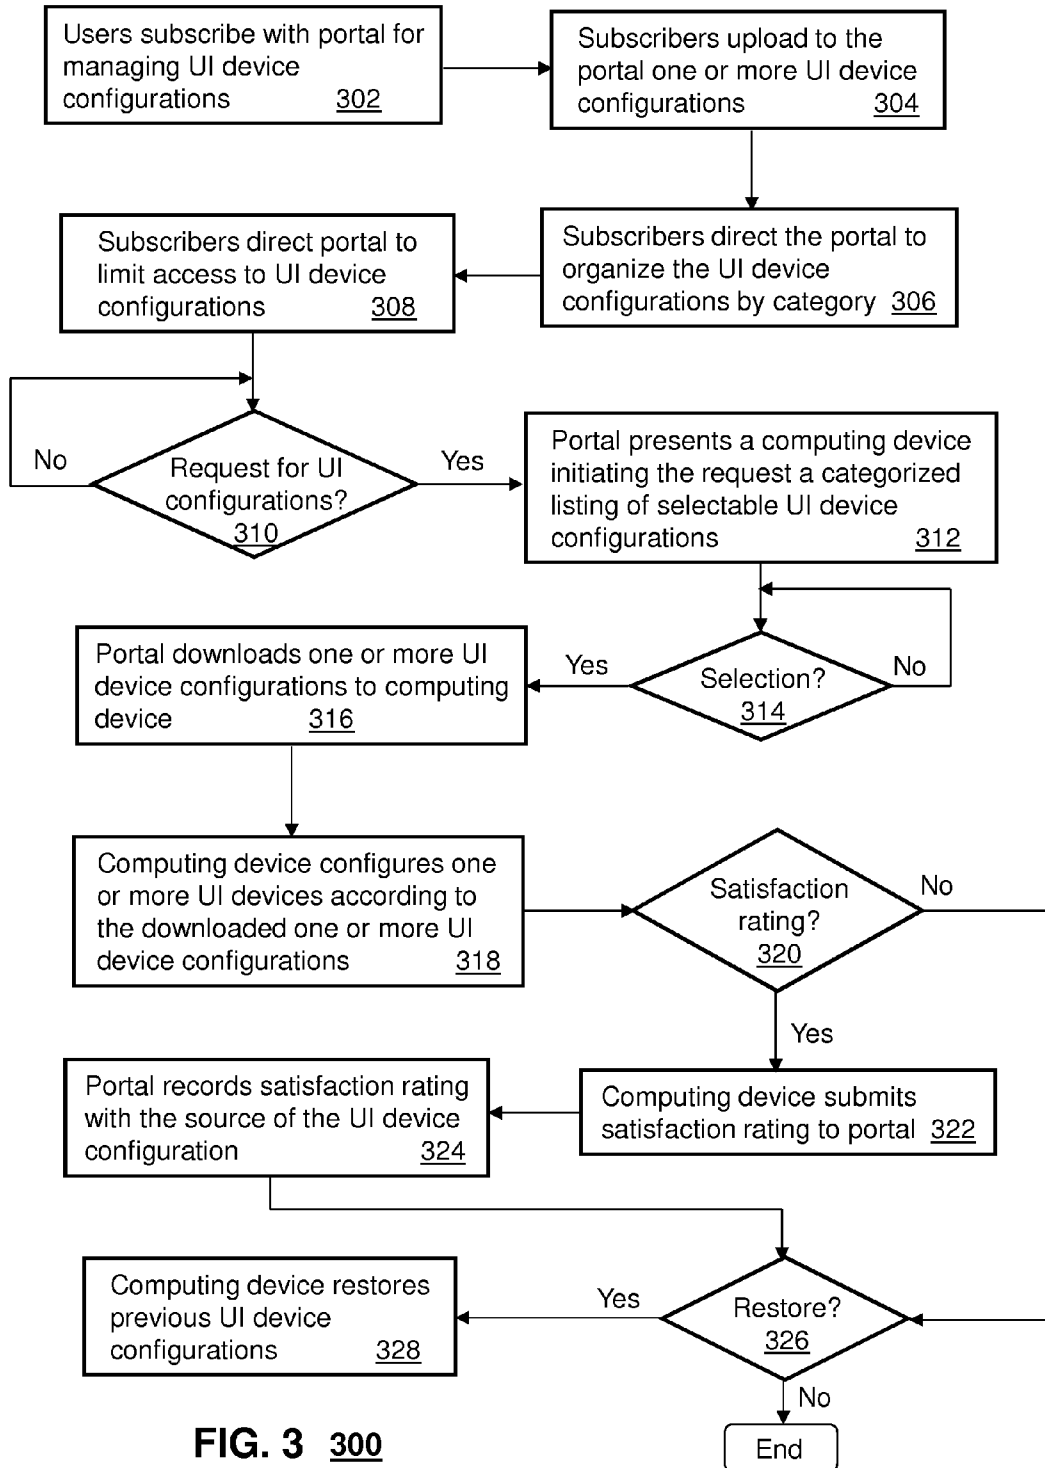 Users subscribe with portal for
managing UI device
configurations 302
Subscribers upload to the
portal one or more UI device
configurations 304
Subscribers direct the portal to
organize the UI device
configurations by category 306
Subscribers direct portal to
limit access to UI device
configurations 308
Request for UI
configurations?
310
No
Yes
Portal presents a computing device
initiating the request a categorized
listing of selectable UI device
configurations 312
Selection?
314
No
Yes
Portal downloads one or more UI
device configurations to computing
device 316
Computing device configures one
or more UI devices according to
the downloaded one or more UI
device configurations 318
Satisfaction
rating?
320
No
Yes
Computing device submits
satisfaction rating to portal 322
Portal records satisfaction rating
with the source of the UI device
configuration 324
Restore?
326
Yes
Computing device restores
previous UI device
configurations 328
No
End
FIG. 3 300